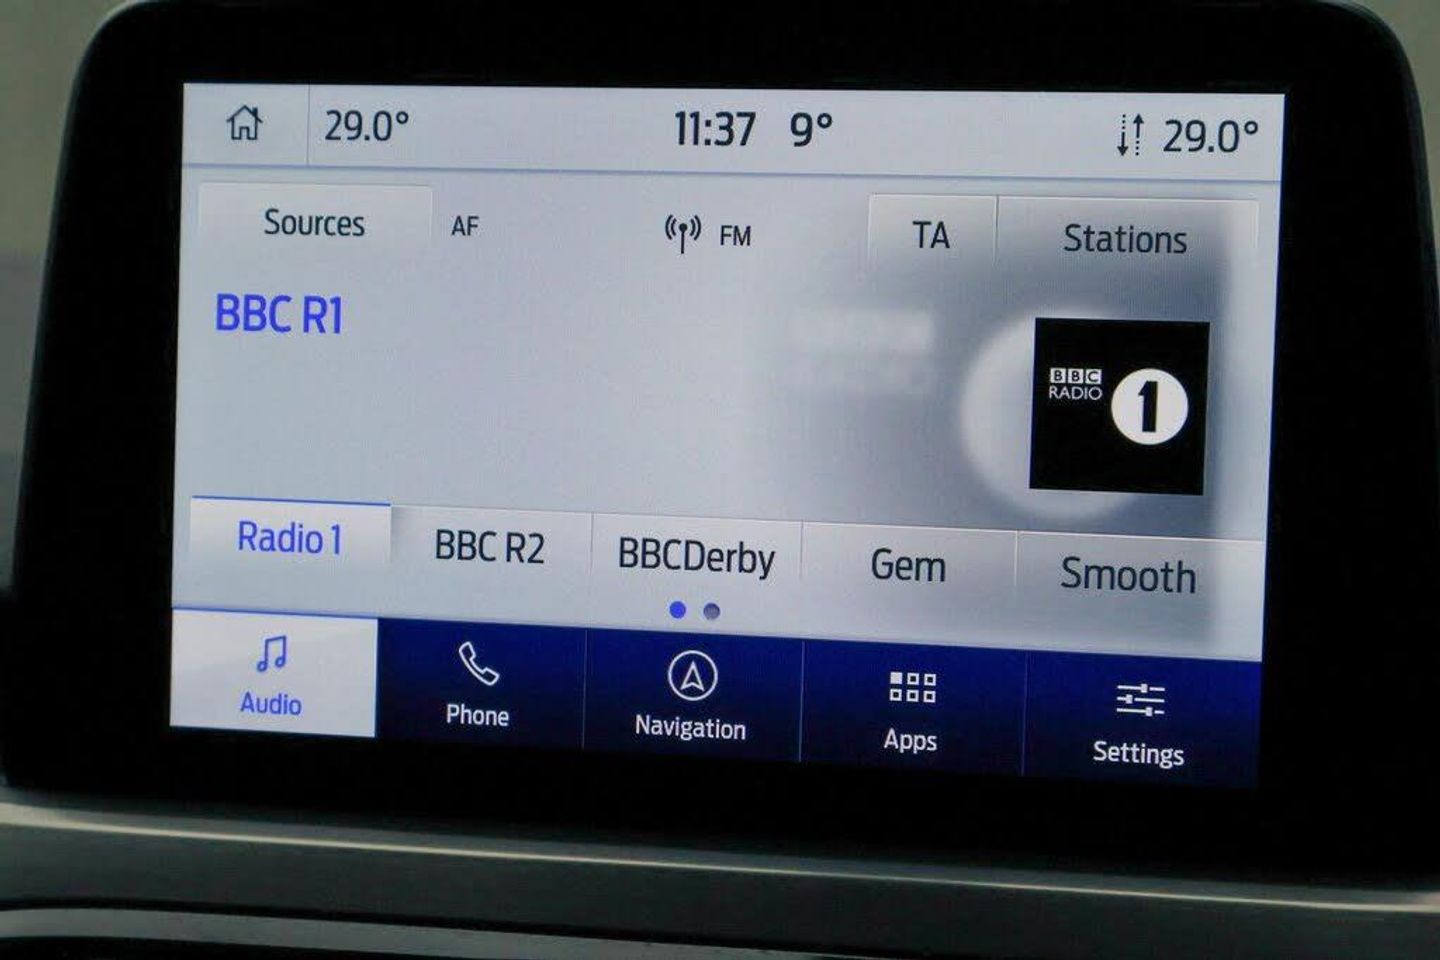 29.0° 11:37 9° 29.0°
Sources AF FM TA Stations
BBC R1
BBC
RADIO 1
Radio 1 BBC R2 BBCDerby Gem Smooth
Audio Phone Navigation Apps Settings